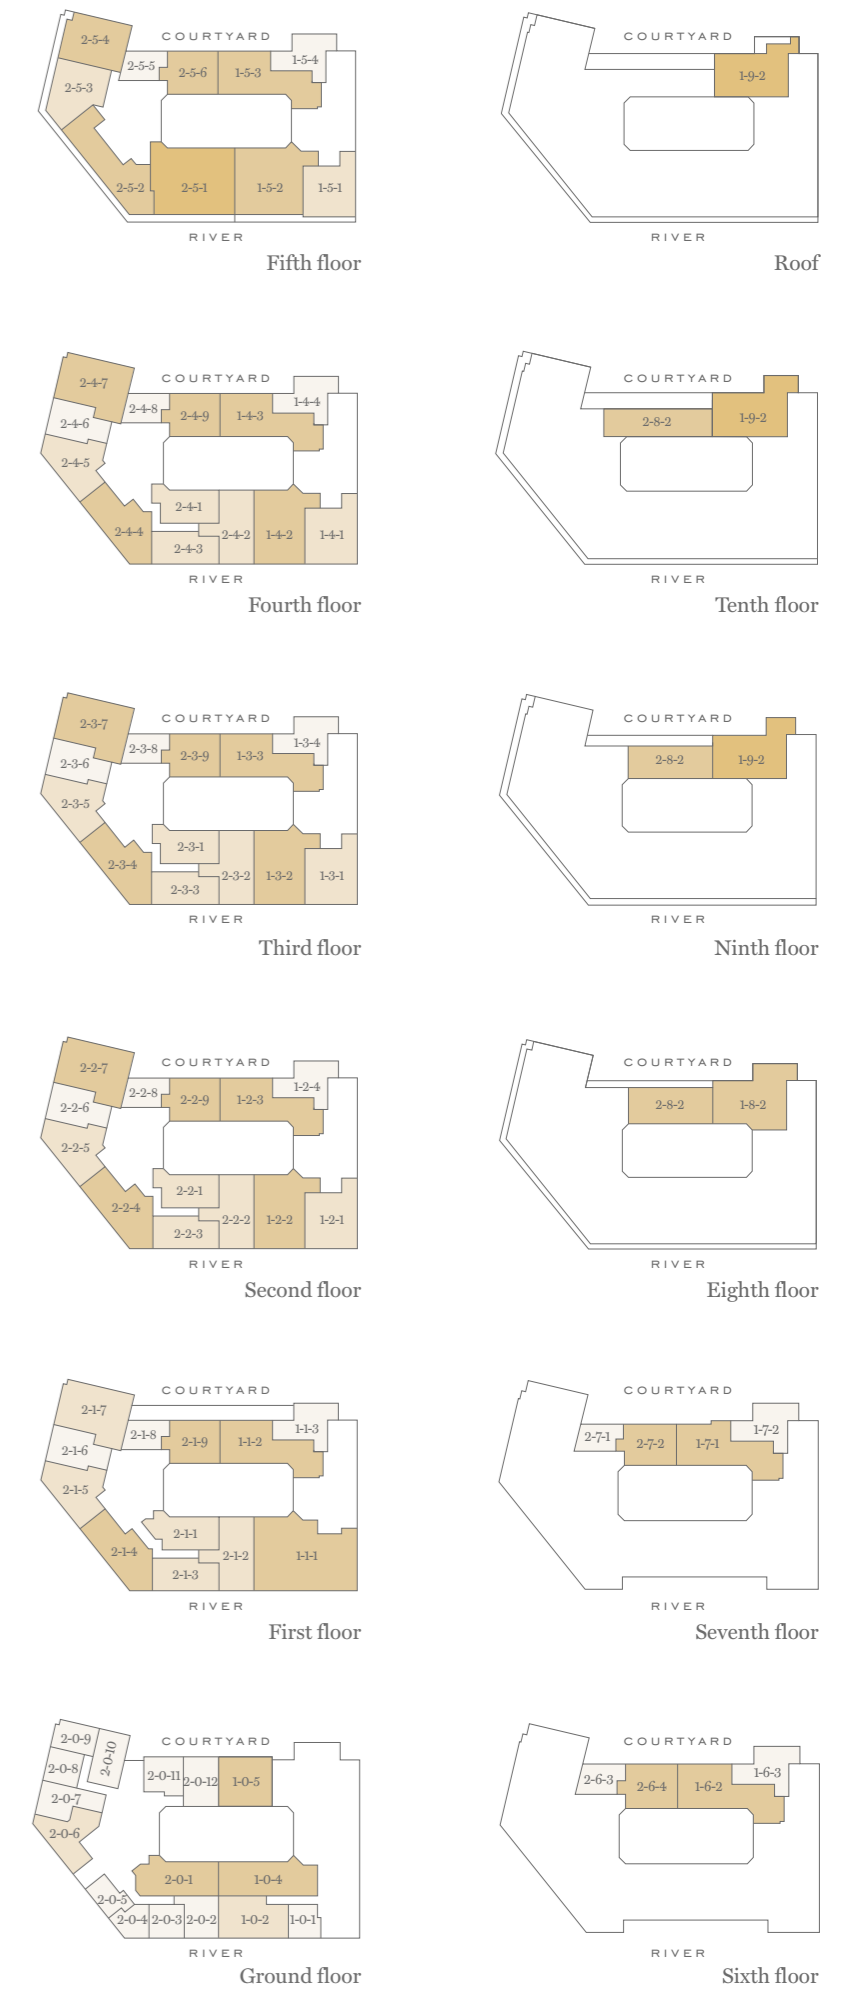 COURTYARD
2-5-4
2-5-5
2-5-6
1-5-3
1-5-4
2-5-3
2-5-2
2-5-1
1-5-2
1-5-1
RIVER
Fifth floor
COURTYARD
1-9-2
RIVER
Roof
COURTYARD
2-4-7
2-4-8
2-4-9
1-4-3
1-4-4
2-4-6
2-4-5
2-4-4
2-4-1
2-4-3
2-4-2
1-4-2
1-4-1
RIVER
Fourth floor
COURTYARD
2-8-2
1-9-2
RIVER
Tenth floor
COURTYARD
2-3-7
2-3-8
2-3-9
1-3-3
1-3-4
2-3-6
2-3-5
2-3-4
2-3-1
2-3-3
2-3-2
1-3-2
1-3-1
RIVER
Third floor
COURTYARD
2-8-2
1-9-2
RIVER
Ninth floor
COURTYARD
2-2-7
2-2-8
2-2-9
1-2-3
1-2-4
2-2-6
2-2-5
2-2-4
2-2-1
2-2-3
2-2-2
1-2-2
1-2-1
RIVER
Second floor
COURTYARD
2-8-2
1-8-2
RIVER
Eighth floor
COURTYARD
2-1-7
2-1-8
2-1-9
1-1-2
1-1-3
2-1-6
2-1-5
2-1-4
2-1-1
2-1-3
2-1-2
1-1-1
RIVER
First floor
COURTYARD
2-7-1
2-7-2
1-7-1
1-7-2
RIVER
Seventh floor
COURTYARD
2-0-9
2-0-10
2-0-8
2-0-11
2-0-12
1-0-5
2-0-7
2-0-6
2-0-1
1-0-4
2-0-5
2-0-4
2-0-3
2-0-2
1-0-2
1-0-1
RIVER
Ground floor
COURTYARD
2-6-3
2-6-4
1-6-2
1-6-3
RIVER
Sixth floor